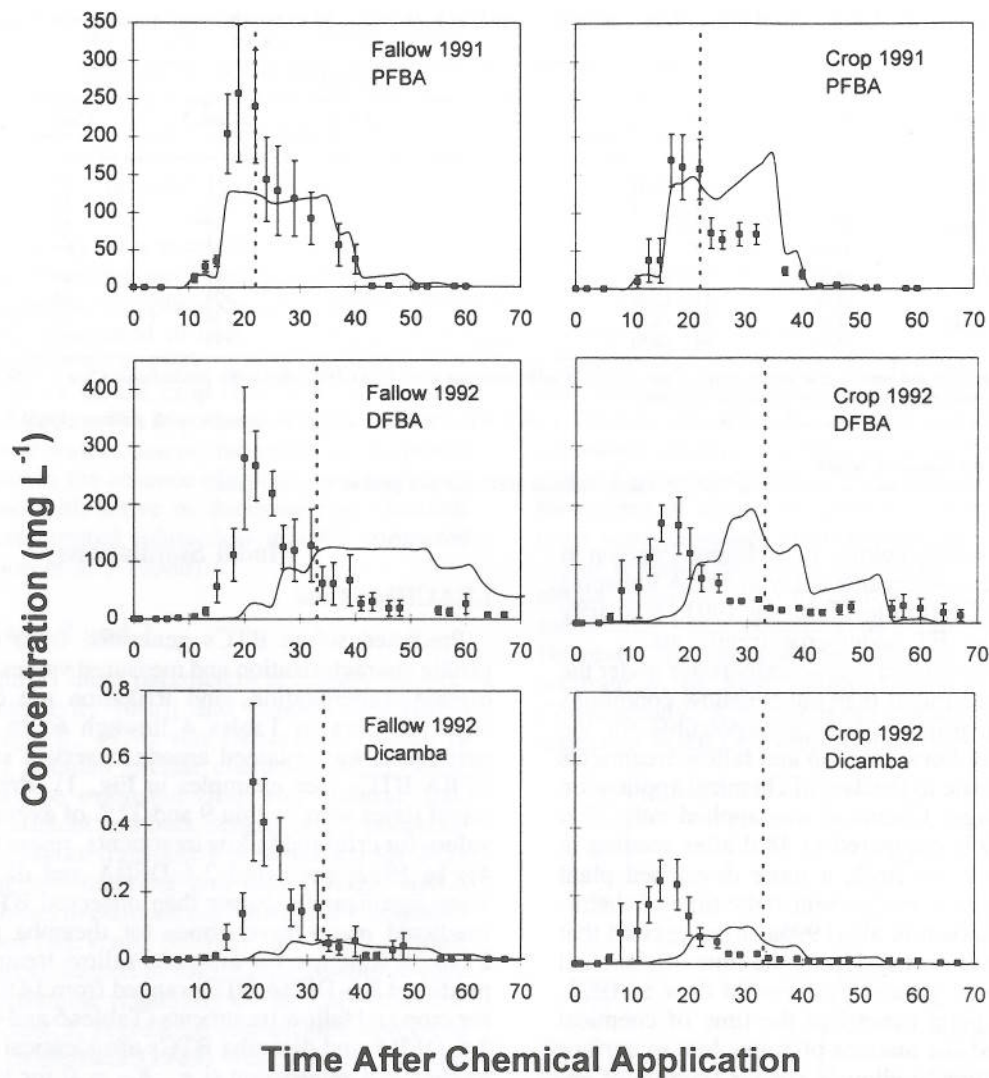 Concentration (mg L-1)
350
300
250
200
150
100
50
0
Fallow 1991
PFBA
0 10 20 30 40 50 60 70
Crop 1991
PFBA
0 10 20 30 40 50 60 70
400
300
200
100
0
Fallow 1992
DFBA
0 10 20 30 40 50 60 70
Crop 1992
DFBA
0 10 20 30 40 50 60 70
0.8
0.6
0.4
0.2
0
Fallow 1992
Dicamba
0 10 20 30 40 50 60 70
Crop 1992
Dicamba
0 10 20 30 40 50 60 70
Time After Chemical Application